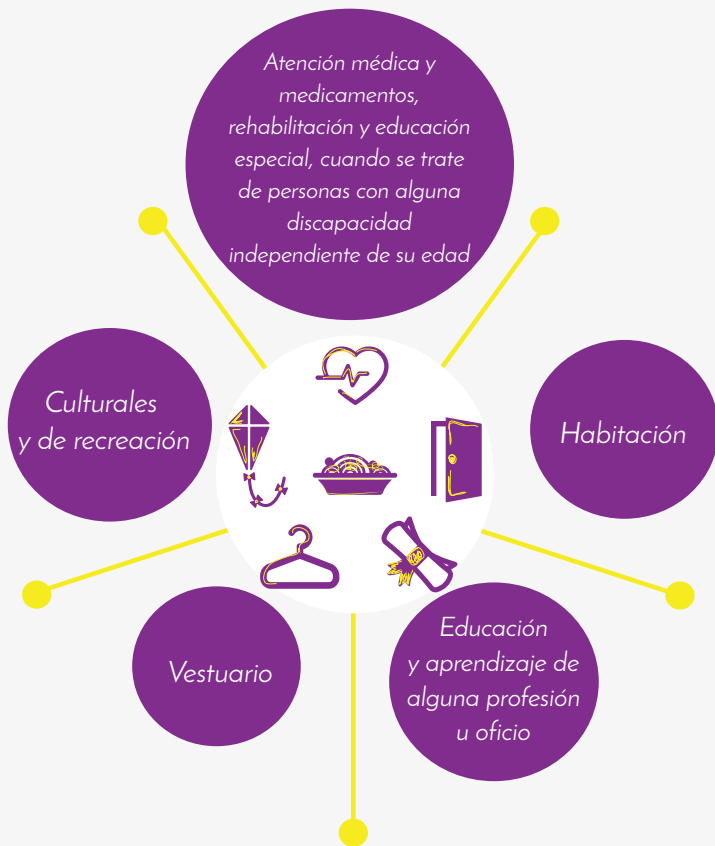 Atención médica y
medicamentos,
rehabilitación y educación
especial, cuando se trate
de personas con alguna
discapacidad
independiente de su edad
Culturales
y de recreación
Habitación
Vestuario
Educación
y aprendizaje de
alguna profesión
u oficio